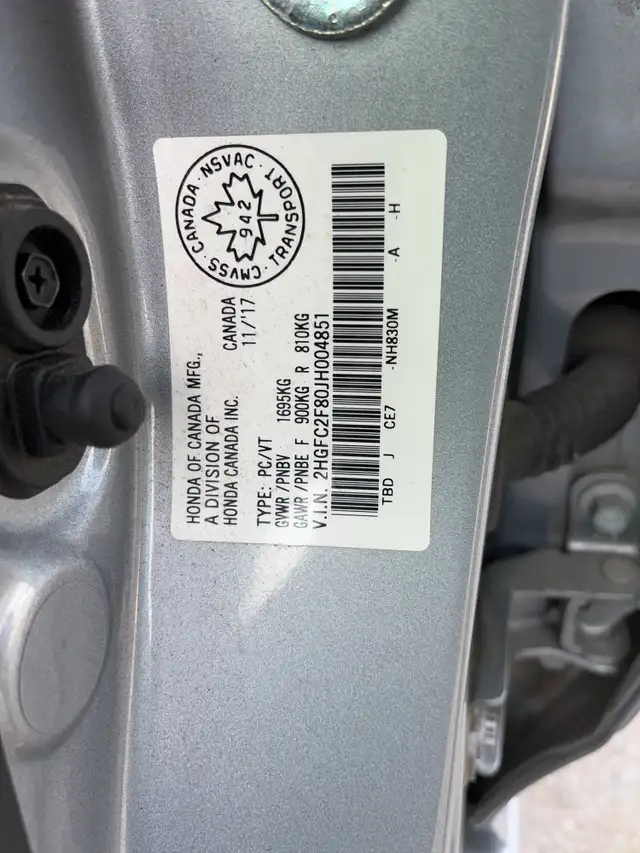 HONDA OF CANADA MFG.,
A DIVISION OF
HONDA CANADA INC. CANADA
TYPE: PC/VT 11/'17
GVWR /PNBV 1695KG
GAWR /PNBE F 900KG R 810KG
V.I.N. 2HGFC2F80JH004851
TBD J CE7 -NH830M -A -H
CMVSS · CANADA · NSVAC · TRANSPORT ·
942